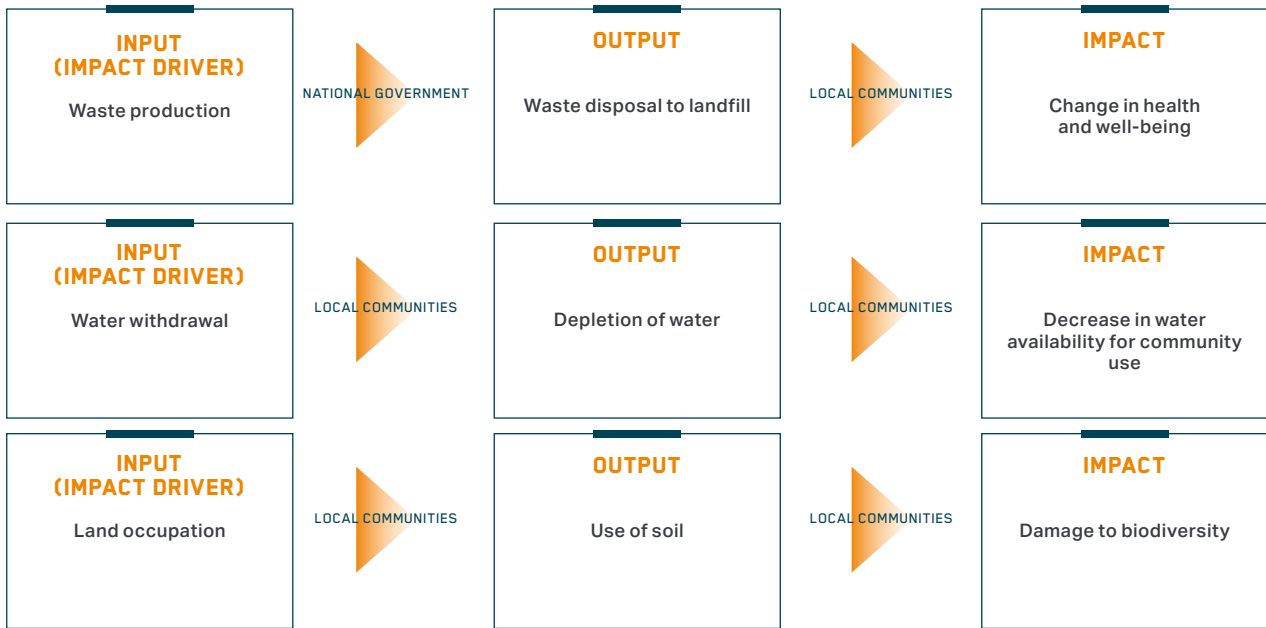 INPUT
(IMPACT DRIVER)
Waste production
NATIONAL GOVERNMENT
OUTPUT
Waste disposal to landfill
LOCAL COMMUNITIES
IMPACT
Change in health
and well-being
INPUT
(IMPACT DRIVER)
Water withdrawal
LOCAL COMMUNITIES
OUTPUT
Depletion of water
LOCAL COMMUNITIES
IMPACT
Decrease in water
availability for community
use
INPUT
(IMPACT DRIVER)
Land occupation
LOCAL COMMUNITIES
OUTPUT
Use of soil
LOCAL COMMUNITIES
IMPACT
Damage to biodiversity